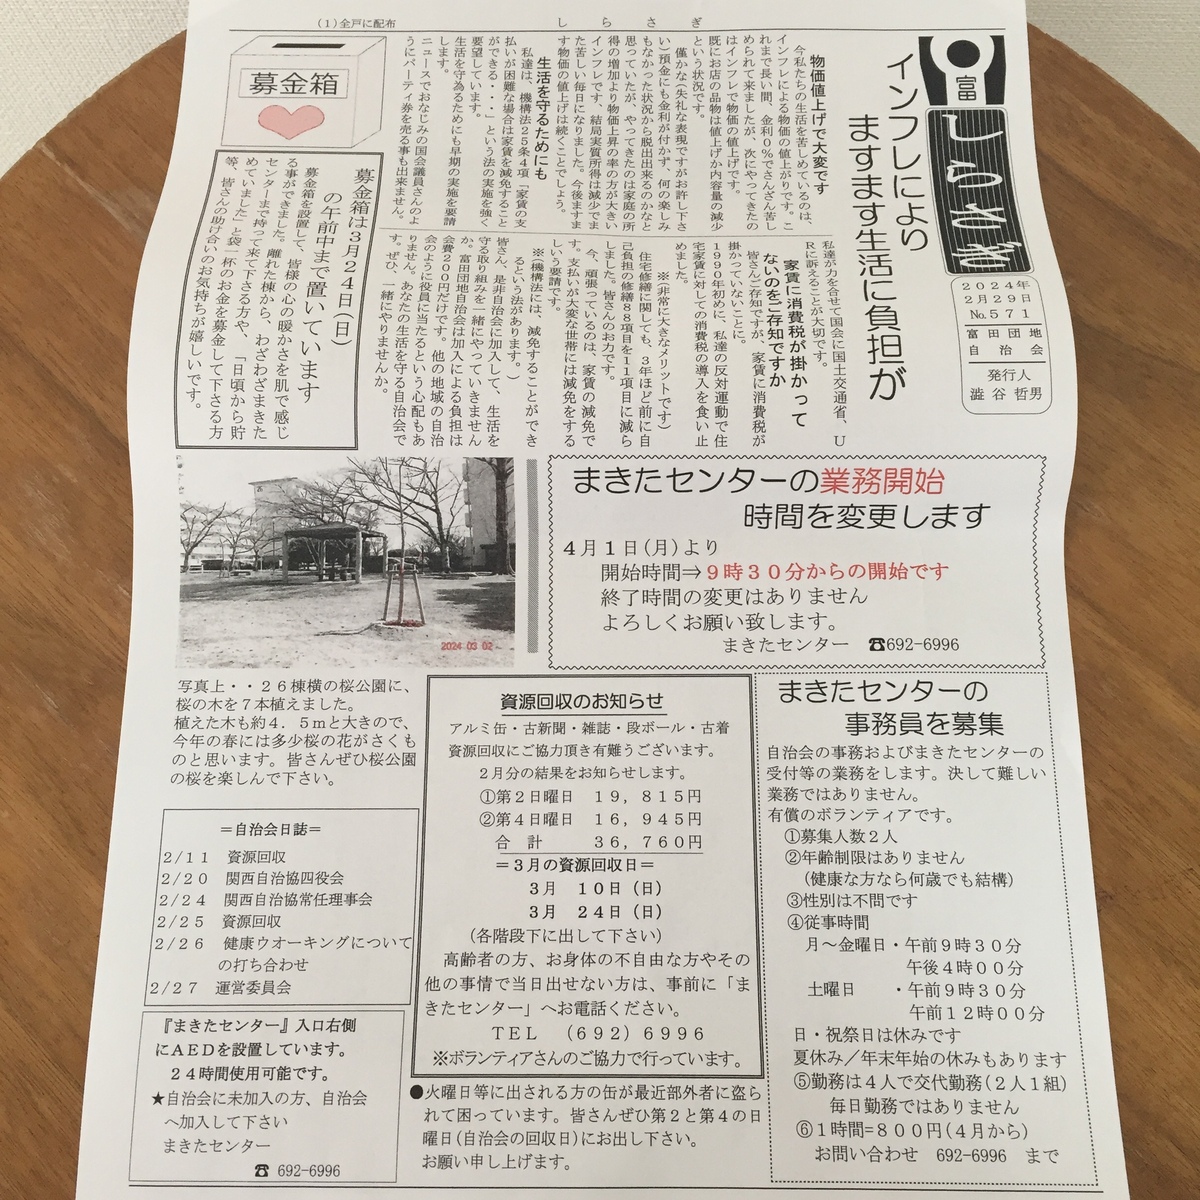 (1)全戸に配布
しらさぎ
富
しらさぎ
2024年
2月29日
No.571
富田団地
自治会
発行人
澁谷 哲男
インフレにより
ますます生活に負担が
物価値上げで大変です
今私たちの生活を苦しめているのは、
インフレによる物価の値上がりです。こ
れまで長い間、金利0%でさんざん苦し
められて来ましたが、次にやってきたの
はインフレで物価の値上げです。
既にお店の品物は値上げか内容量の減少
という状況です。
僅かな(失礼な表現ですがお許し下さ
い)預金にも金利が付かず、何の楽しみ
もなかった状況から脱出出来るのかなと
思っていたが、やってきたのは家庭の所
得の増加より物価上昇の率の方が大きい
インフレです、結局実質所得は減少でま
た苦しい毎日になりました。今後ますま
す物価の値上げは続くことでしょう。
生活を守るためにも
私達は、機構法25条4項「家賃の支
払いが困難な場合は家賃を減免すること
ができる・・・」という法の実施を強く
要望しています。
生活を守為るためにも早期の実施を要請
します。
ニュースでおなじみの国会議員さんのよ
うにパーティ券を売る事も出来ません。
私達が力を合せて国会に国土交通省、U
Rに訴えることが大切です。
家賃に消費税が掛かって
ないのをご存知ですか
皆さんご存知ですが、家賃に消費税が
掛かっていないことに。
1990年初めに、私達の反対運動で住
宅家賃に対しての消費税の導入を食い止
めました。
※(非常に大きなメリットです)
住宅修繕に関しても、3年ほど前に自
己負担の修繕88項目を11項目に減ら
しました。皆さんのお力です。
今、頑張っているのは、家賃の減免で
す。支払いが大変な世帯には減免をする
しいう要請です。
※(機構法には、減免することができ
るという法があります。)
皆さん、是非自治会に加入して、生活を
守る取り組みを一緒にやっていきません
か。富田団地自治会は加入による負担は
会費200円だけです。他の地域の自治
会のように役員に当たるという心配もあ
りません。あなたの生活を守る自治会で
す。ぜひ、一緒にやりませんか。
募金箱
募金箱は3月24日(日)
の午前中まで置いています
募金箱を設置して、皆様の心の暖かさを肌で感じ
る事ができました。離れた棟から、わざわざまきた
センターまで持って来て下さる方や、「日頃から貯
めていました」と袋一杯のお金を募金して下さる方
等、皆さんの助け合いのお気持ちが嬉しいです。
2024 03 02
まきたセンターの業務開始
時間を変更します
4月1日(月)より
開始時間⇒9時30分からの開始です
終了時間の変更はありません
よろしくお願い致します。
まきたセンター ☎692-6996
写真上・・26棟横の桜公園に、
桜の木を7本植えました。
植えた木も約4.5mと大きので、
今年の春には多少桜の花がさくも
のと思います。皆さんぜひ桜公園
の桜を楽しんで下さい。
=自治会日誌=
2/11 資源回収
2/20 関西自治協四役会
2/24 関西自治協常任理事会
2/25 資源回収
2/26 健康ウオーキングについて
の打ち合わせ
2/27 運営委員会
『まきたセンター』入口右側
にAEDを設置しています。
24時間使用可能です。
★自治会に未加入の方、自治会
へ加入して下さい
まきたセンター
☎ 692-6996
資源回収のお知らせ
アルミ缶・古新聞・雑誌・段ボール・古着
資源回収にご協力頂き有難うございます。
2月分の結果をお知らせします。
①第2日曜日 19,815円
②第4日曜日 16,945円
合 計 36,760円
=3月の資源回収日=
3月 10日(日)
3月 24日(日)
(各階段下に出して下さい)
高齢者の方、お身体の不自由な方やその
他の事情で当日出せない方は、事前に「ま
きたセンター」へお電話ください。
TEL (692)6996
※ボランティアさんのご協力で行っています。
●火曜日等に出される方の缶が最近部外者に盗ら
れて困っています。皆さんぜひ第2と第4の日
曜日(自治会の回収日)にお出し下さい。
お願い申し上げます。
まきたセンターの
事務員を募集
自治会の事務およびまきたセンターの
受付等の業務をします。決して難しい
業務ではありません。
有償のボランティアです。
①募集人数2人
②年齢制限はありません
(健康な方なら何歳でも結構)
③性別は不問です
④従事時間
月~金曜日・午前9時30分
午後4時00分
土曜日 ・午前9時30分
午前12時00分
日・祝祭日は休みです
夏休み/年末年始の休みもあります
⑤勤務は4人で交代勤務(2人1組)
毎日勤務ではありません
⑥1時間=800円(4月から)
お問い合わせ 692-6996 まで